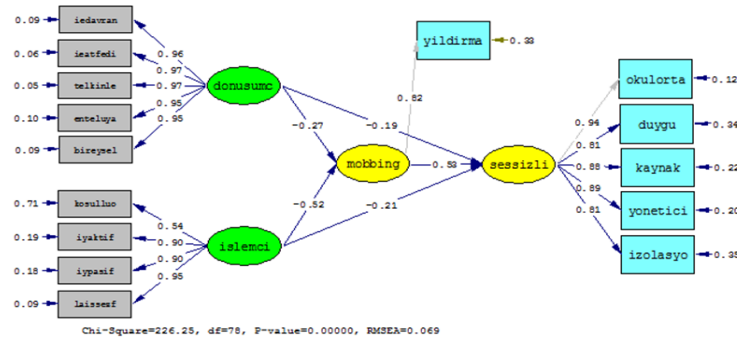 0.09
iedavran
0.06
ieatfedi
0.05
telkinle
0.10
enteluya
0.09
bireysel
0.96
0.97
0.97
0.95
0.95
donusumc
0.71
kosulluo
0.19
iyaktif
0.18
iypasif
0.09
laissezf
0.54
0.90
0.90
0.95
islemci
-0.27
-0.52
-0.19
-0.21
mobbing
0.82
yildirma
0.33
0.53
sessizli
0.94
0.81
0.88
0.89
0.81
okulorta
0.12
duygu
0.34
kaynak
0.22
yonetici
0.20
izolasyo
0.35
Chi-Square=226.25, df=78, P-value=0.00000, RMSEA=0.069